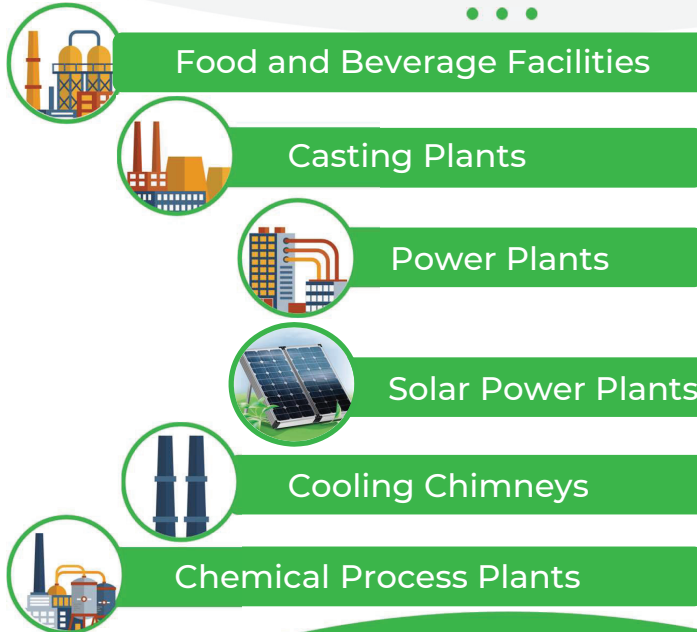 Food and Beverage Facilities
Casting Plants
Power Plants
Solar Power Plants
Cooling Chimneys
Chemical Process Plants